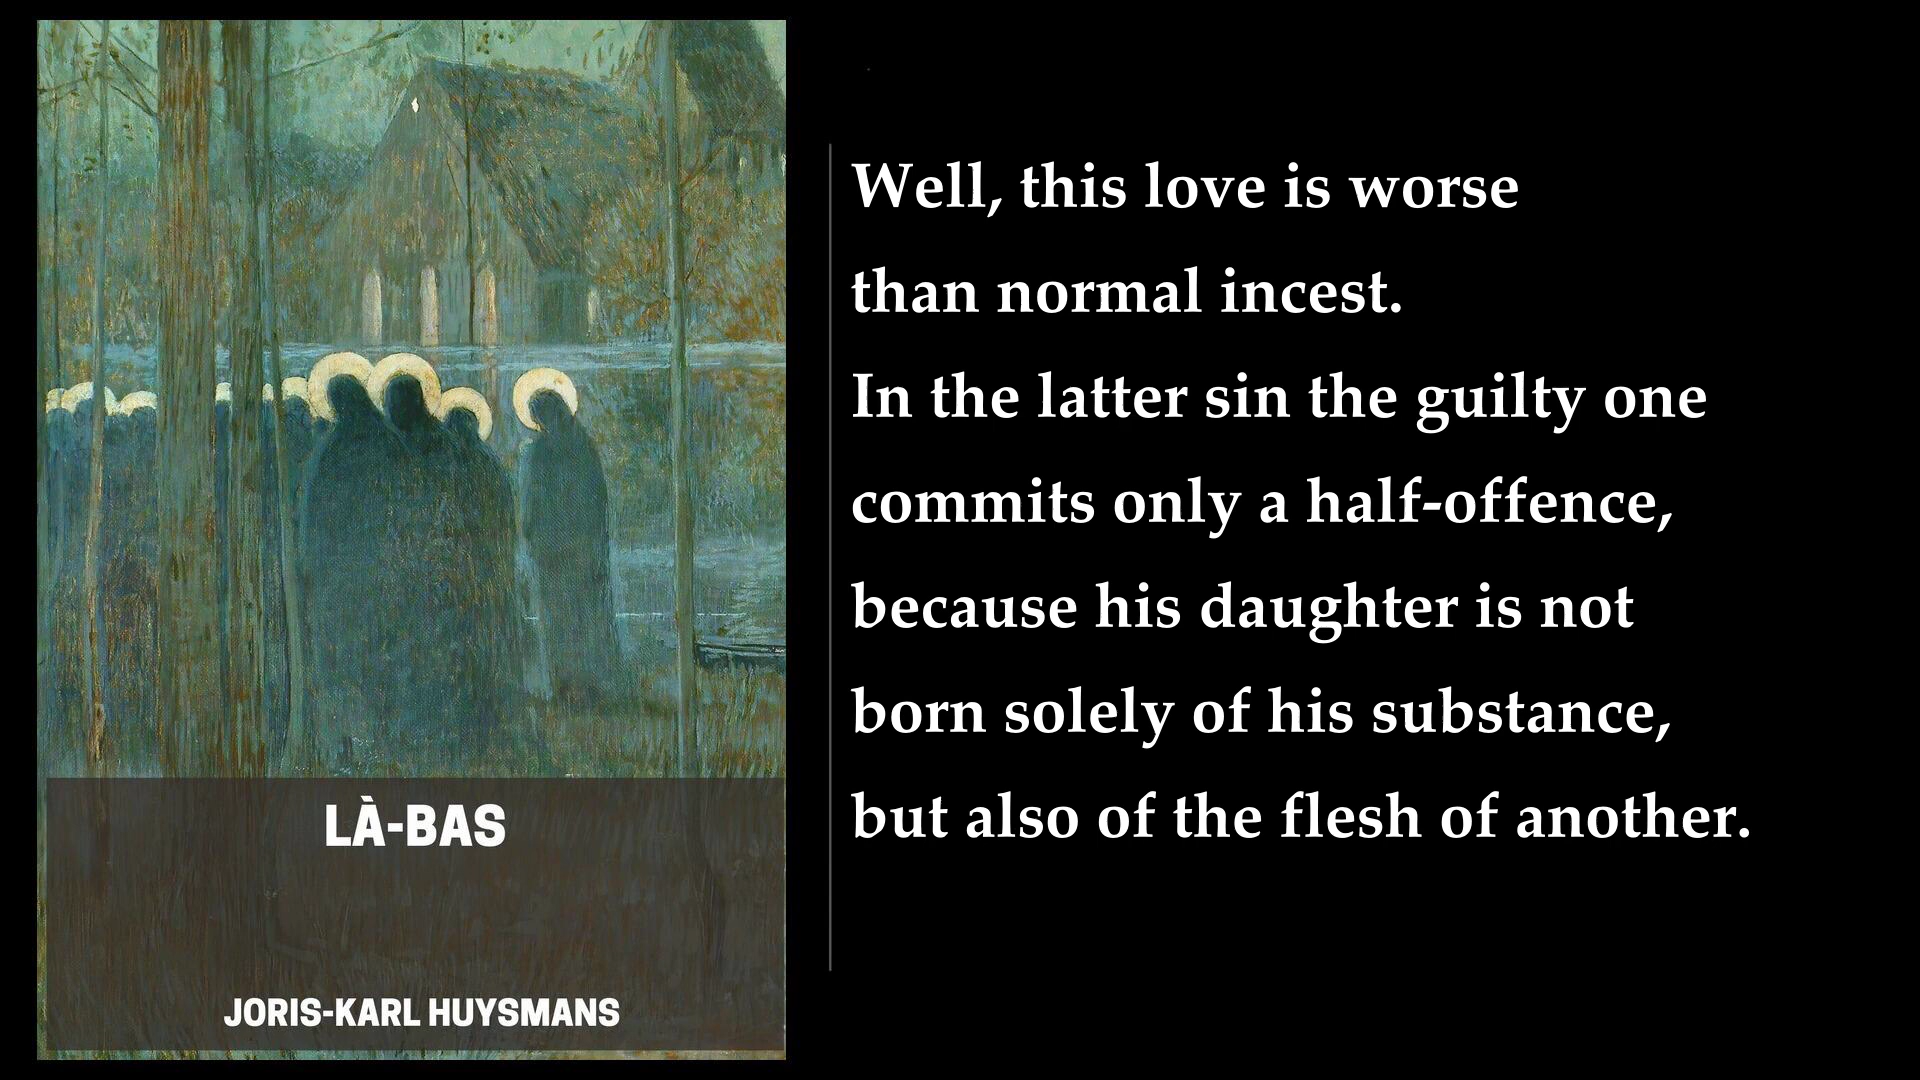 LÀ-BAS
JORIS-KARL HUYSMANS
Well, this love is worse
than normal incest.
In the latter sin the guilty one
commits only a half-offence,
because his daughter is not
born solely of his substance,
but also of the flesh of another.